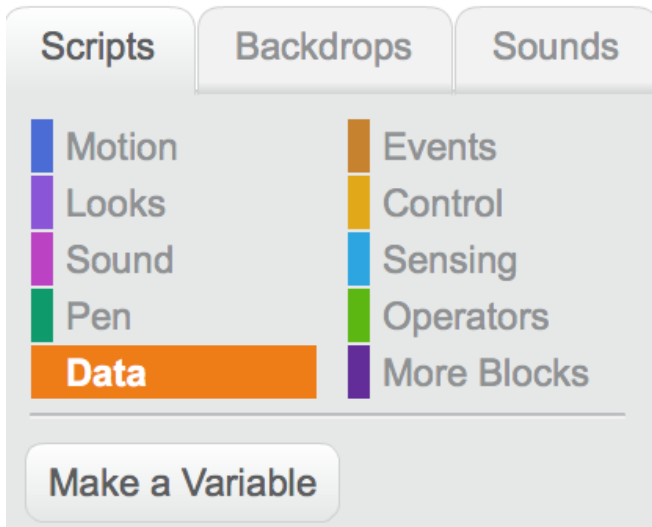 Scripts Backdrops Sounds
Motion Events
Looks Control
Sound Sensing
Pen Operators
Data More Blocks
Make a Variable